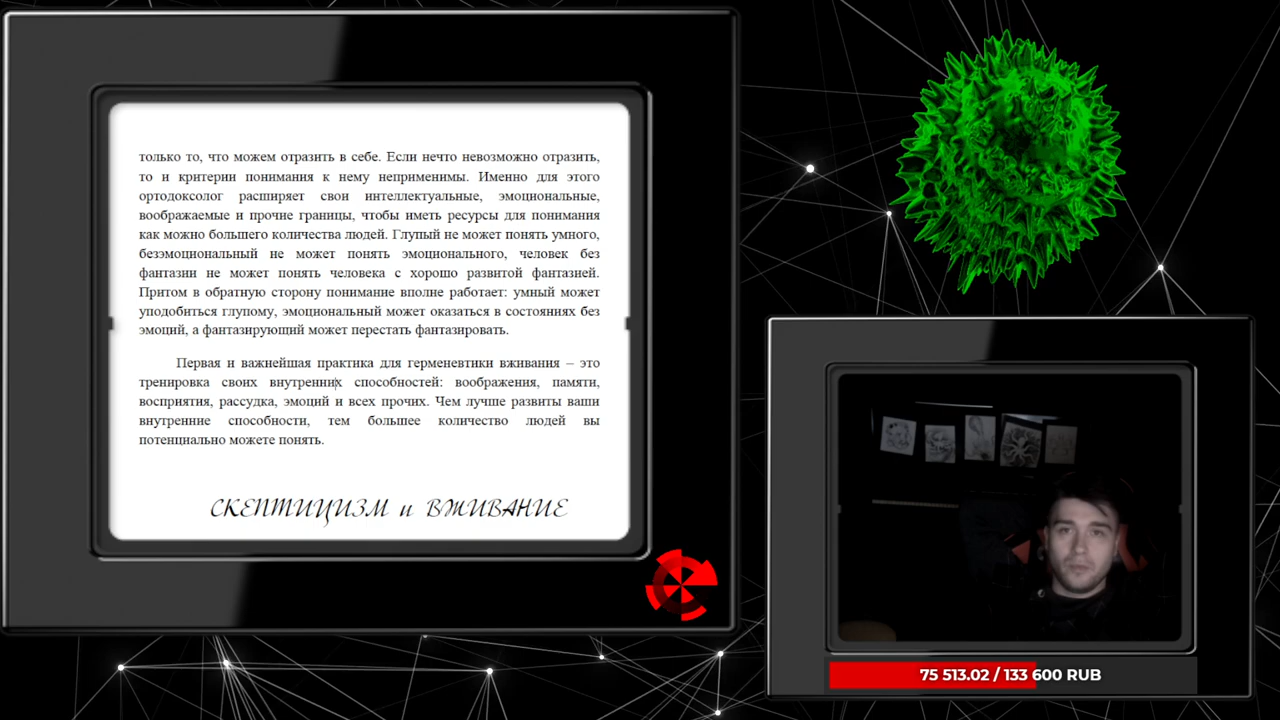 только то, что можем отразить в себе. Если нечто невозможно отразить,
то и критерии понимания к нему неприменимы. Именно для этого
ортодоксолог расширяет свои интеллектуальные, эмоциональные,
воображаемые и прочие границы, чтобы иметь ресурсы для понимания
как можно большего количества людей. Глупый не может понять умного,
безэмоциональный не может понять эмоционального, человек без
фантазии не может понять человека с хорошо развитой фантазией.
Притом в обратную сторону понимание вполне работает: умный может
уподобиться глупому, эмоциональный может оказаться в состояниях без
эмоций, а фантазирующий может перестать фантазировать.
Первая и важнейшая практика для герменевтики вживания – это
тренировка своих внутренних способностей: воображения, памяти,
восприятия, рассудка, эмоций и всех прочих. Чем лучше развиты ваши
внутренние способности, тем большее количество людей вы
потенциально можете понять.
СКЕПТИЦИЗМ и ВЖИВАНИЕ
75 513.02 / 133 600 RUB